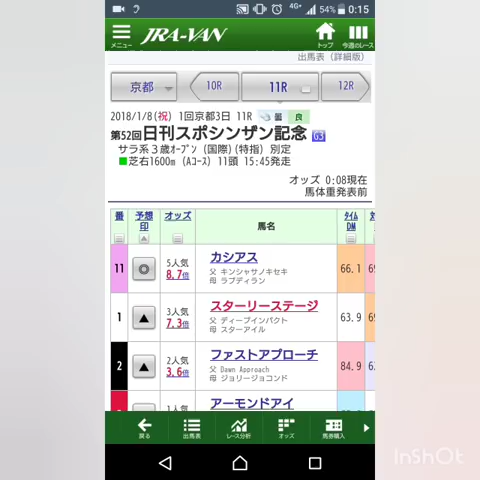 4G+ 54% 0:15
メニュー JRA-VAN トップ 今週のレース
出馬表(詳細版)
京都 10R 11R 12R
2018/1/8(祝) 1回京都3日 11R 曇 良
第52回日刊スポシンザン記念 G3
サラ系3歳オープン (国際)(特指) 別定
芝右1600m (Aコース) 11頭 15:45発走
オッズ 0:08現在
馬体重発表前
番 予想印 オッズ 馬名 タイムDM
11 ◎ 5人気 8.7倍 カシアス 66.1
父 キンシャサノキセキ
母 ラブディラン
1 ▲ 3人気 7.3倍 スターリーステージ 63.9
父 ディープインパクト
母 スターアイル
2 ▲ 2人気 3.6倍 ファストアプローチ 84.9
父 Dawn Approach
母 ジョリージョコンド
1人気 アーモンドアイ
戻る 出馬表 レース分析 オッズ 馬券購入
InShOt